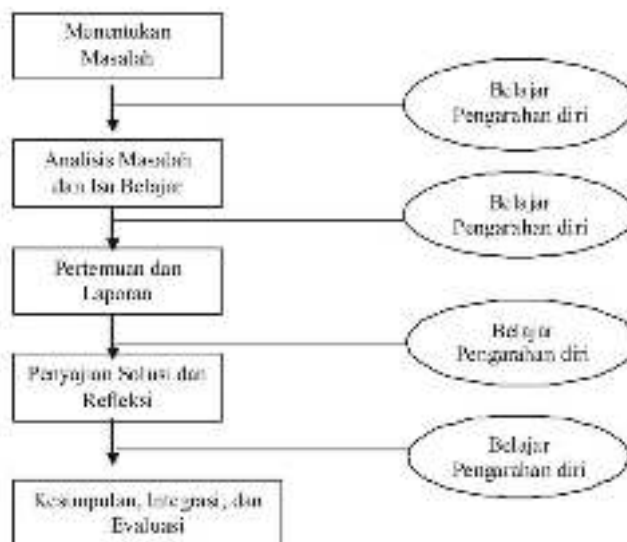 Menentukan
Masalah
Belajar
Pengarahan diri
Analisis Masalah
dan Isu Belajar
Belajar
Pengarahan diri
Pertemuan dan
Laporan
Belajar
Pengarahan diri
Penyajian Solusi dan
Refleksi
Belajar
Pengarahan diri
Kesimpulan, Integrasi, dan
Evaluasi